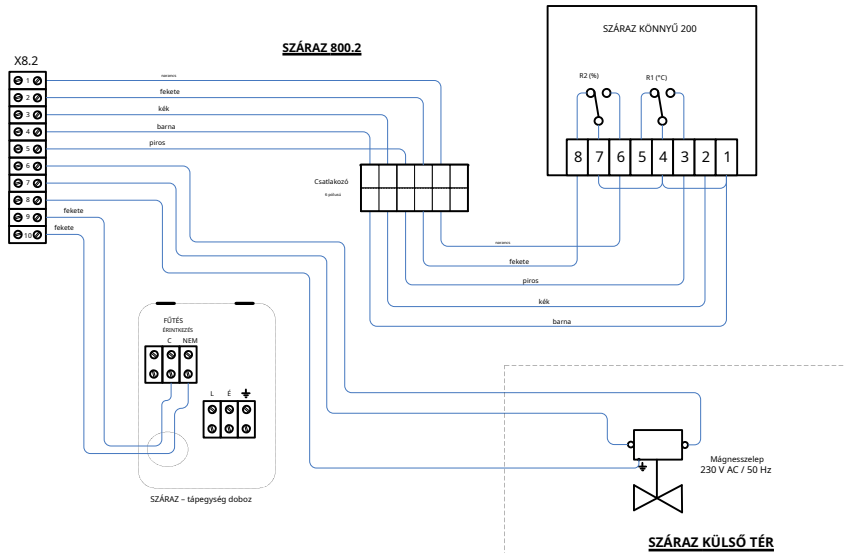 SZÁRAZ KÖNNYŰ 200
SZÁRAZ 800.2
X8.2
R2 (%)
R1 (°C)
1
fekete
2
kék
3
barna
4
piros
5
6
7
8
fekete
9
fekete
10
8 7 6 5 4 3 2 1
Csatlakozó
fekete
piros
kék
barna
FŰTÉS
ÉRINTKEZÉS
C NEM
L É
Mágnesszelep
230 V AC / 50 Hz
SZÁRAZ – tápegység doboz
SZÁRAZ KÜLSŐ TÉR